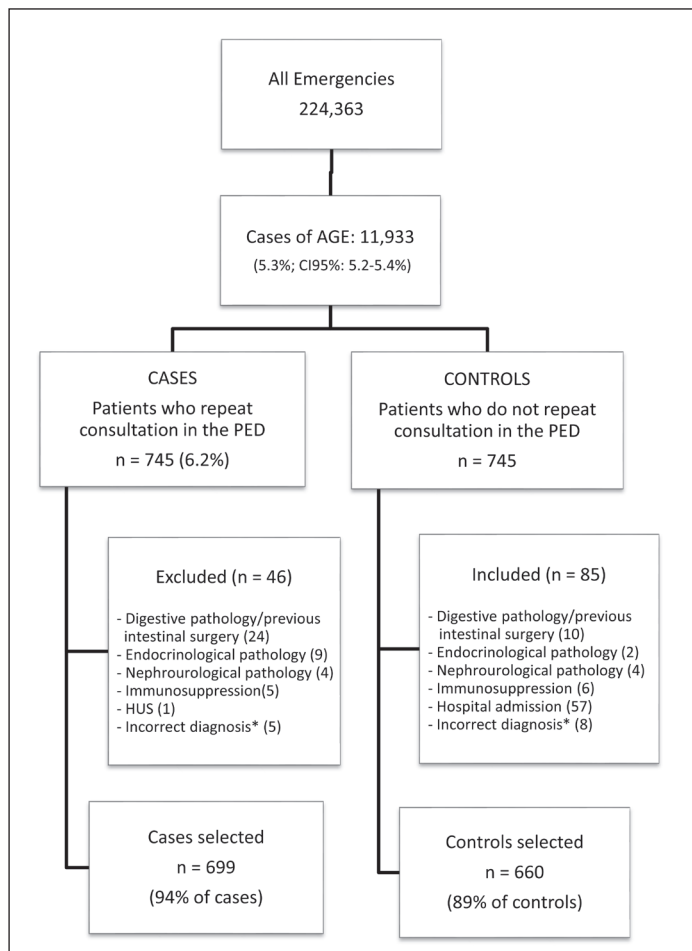 All Emergencies
224,363
Cases of AGE: 11,933
(5.3%; CI95%: 5.2-5.4%)
CASES
Patients who repeat
consultation in the PED
n = 745 (6.2%)
CONTROLS
Patients who do not repeat
consultation in the PED
n = 745
Excluded (n = 46)
- Digestive pathology/previous
intestinal surgery (24)
- Endocrinological pathology (9)
- Nephrourological pathology (4)
- Immunosuppression(5)
- HUS (1)
- Incorrect diagnosis* (5)
Included (n = 85)
- Digestive pathology/previous
intestinal surgery (10)
- Endocrinological pathology (2)
- Nephrourological pathology (4)
- Immunosuppression (6)
- Hospital admission (57)
- Incorrect diagnosis* (8)
Cases selected
n = 699
(94% of cases)
Controls selected
n = 660
(89% of controls)